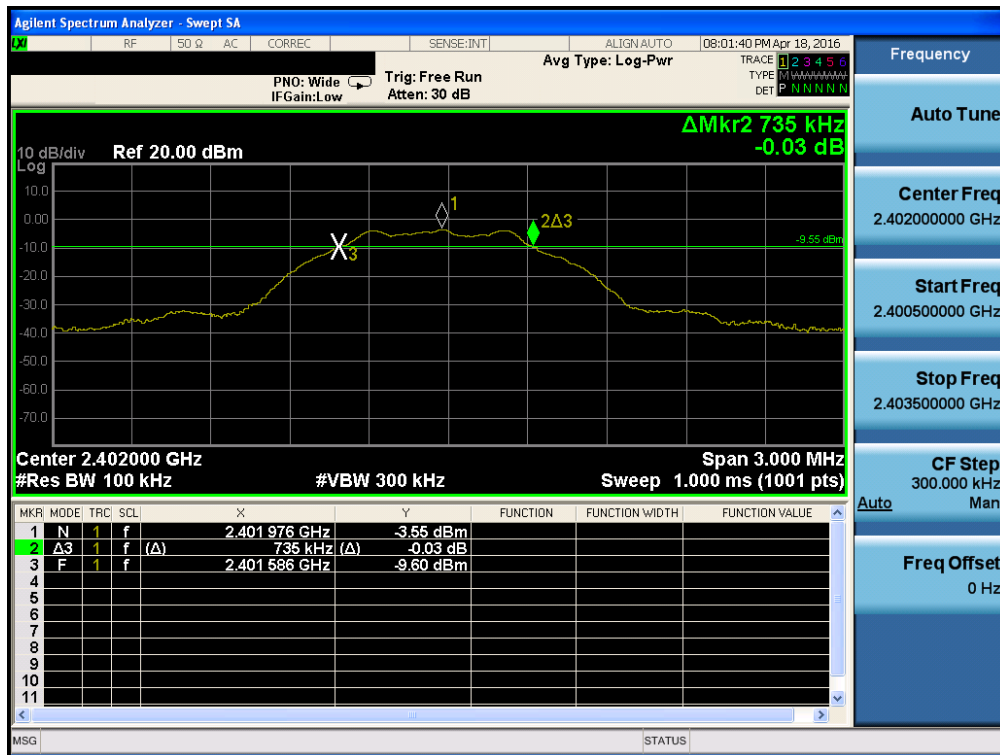 Agilent Spectrum Analyzer - Swept SA
LXI RF 50 Ω AC CORREC SENSE:INT ALIGN AUTO 08:01:40 PM Apr 18, 2016
Avg Type: Log-Pwr TRACE 1 2 3 4 5 6
PNO: Wide Trig: Free Run TYPE M WWWWW
IFGain:Low Atten: 30 dB DET P N N N N N
ΔMkr2 735 kHz
-0.03 dB
10 dB/div Ref 20.00 dBm
Log
10.0
0.00
-10.0
-20.0
-30.0
-40.0
-50.0
-60.0
-70.0
1
2Δ3
3
-9.55 dBm
Center 2.402000 GHz Span 3.000 MHz
#Res BW 100 kHz #VBW 300 kHz Sweep 1.000 ms (1001 pts)
MKR MODE TRC SCL X Y FUNCTION FUNCTION WIDTH FUNCTION VALUE
1 N 1 f 2.401 976 GHz -3.55 dBm
2 Δ3 1 f (Δ) 735 kHz (Δ) -0.03 dB
3 F 1 f 2.401 586 GHz -9.60 dBm
4
5
6
7
8
9
10
11
MSG STATUS
Frequency
Auto Tune
Center Freq
2.402000000 GHz
Start Freq
2.400500000 GHz
Stop Freq
2.403500000 GHz
CF Step
300.000 kHz
Auto Man
Freq Offset
0 Hz